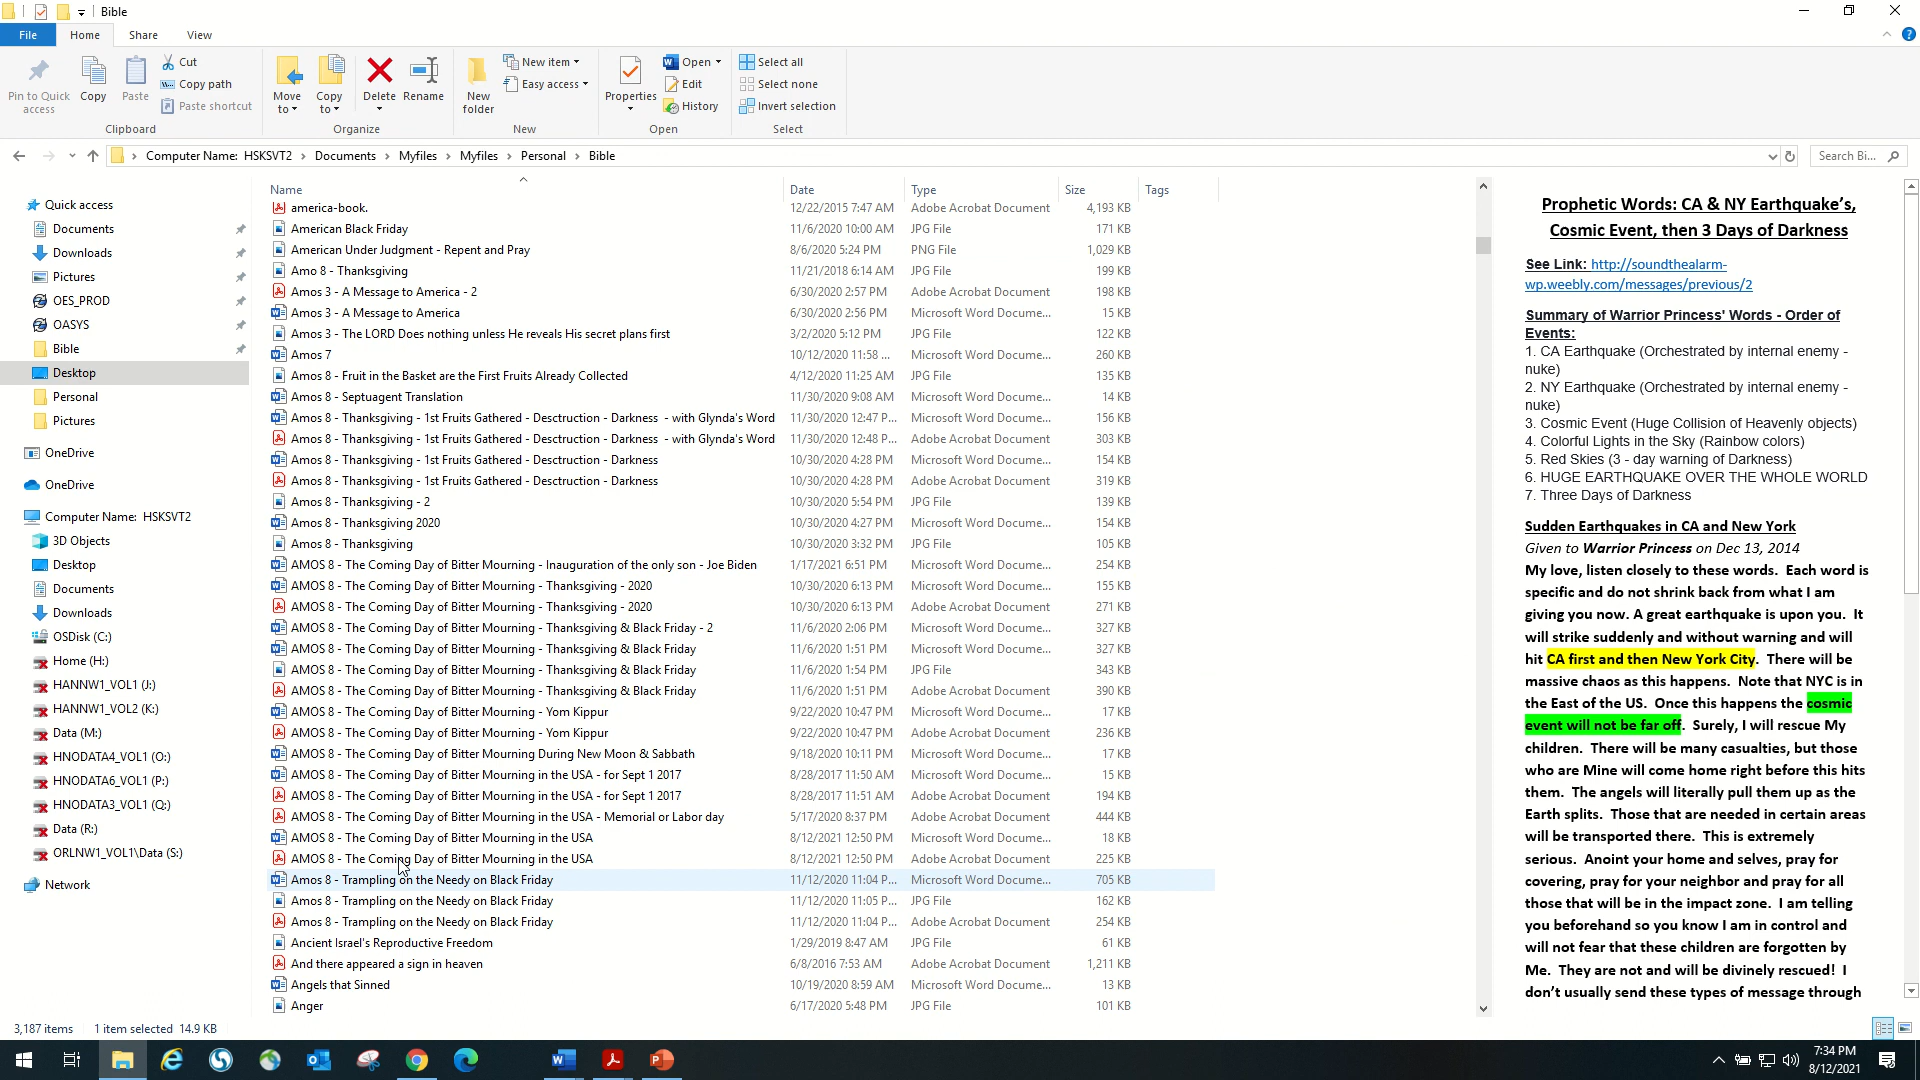 Bible
File Home Share View
Pin to Quick access
Copy
Paste
Cut
Copy path
Paste shortcut
Clipboard
Move to
Copy to
Delete
Rename
Organize
New folder
New item
Easy access
New
Properties
Open
Edit
History
Open
Select all
Select none
Invert selection
Select
Computer Name: HSKSVT2 > Documents > Myfiles > Myfiles > Personal > Bible
Search Bi...
Quick access
Documents
Downloads
Pictures
OES_PROD
OASYS
Bible
Desktop
Personal
Pictures
OneDrive
OneDrive
Computer Name: HSKSVT2
3D Objects
Desktop
Documents
Downloads
OSDisk (C:)
Home (H:)
HANNW1_VOL1 (J:)
HANNW1_VOL2 (K:)
Data (M:)
HNODATA4_VOL1 (O:)
HNODATA6_VOL1 (P:)
HNODATA3_VOL1 (Q:)
Data (R:)
ORLNW1_VOL1\Data (S:)
Network
Name Date Type Size Tags
america-book. 12/22/2015 7:47 AM Adobe Acrobat Document 4,193 KB
American Black Friday 11/6/2020 10:00 AM JPG File 171 KB
American Under Judgment - Repent and Pray 8/6/2020 5:24 PM PNG File 1,029 KB
Amo 8 - Thanksgiving 11/21/2018 6:14 AM JPG File 199 KB
Amos 3 - A Message to America - 2 6/30/2020 2:57 PM Adobe Acrobat Document 198 KB
Amos 3 - A Message to America 6/30/2020 2:56 PM Microsoft Word Docume... 15 KB
Amos 3 - The LORD Does nothing unless He reveals His secret plans first 3/2/2020 5:12 PM JPG File 122 KB
Amos 7 10/12/2020 11:58 ... Microsoft Word Docume... 260 KB
Amos 8 - Fruit in the Basket are the First Fruits Already Collected 4/12/2020 11:25 AM JPG File 135 KB
Amos 8 - Septuagent Translation 11/30/2020 9:08 AM Microsoft Word Docume... 14 KB
Amos 8 - Thanksgiving - 1st Fruits Gathered - Desctruction - Darkness - with Glynda's Word 11/30/2020 12:47 P... Microsoft Word Docume... 156 KB
Amos 8 - Thanksgiving - 1st Fruits Gathered - Desctruction - Darkness - with Glynda's Word 11/30/2020 12:48 P... Adobe Acrobat Document 303 KB
Amos 8 - Thanksgiving - 1st Fruits Gathered - Desctruction - Darkness 10/30/2020 4:28 PM Microsoft Word Docume... 154 KB
Amos 8 - Thanksgiving - 1st Fruits Gathered - Desctruction - Darkness 10/30/2020 4:28 PM Adobe Acrobat Document 319 KB
Amos 8 - Thanksgiving - 2 10/30/2020 5:54 PM JPG File 139 KB
Amos 8 - Thanksgiving 2020 10/30/2020 4:27 PM Microsoft Word Docume... 154 KB
Amos 8 - Thanksgiving 10/30/2020 3:32 PM JPG File 105 KB
AMOS 8 - The Coming Day of Bitter Mourning - Inauguration of the only son - Joe Biden 1/17/2021 6:51 PM Microsoft Word Docume... 254 KB
AMOS 8 - The Coming Day of Bitter Mourning - Thanksgiving - 2020 10/30/2020 6:13 PM Microsoft Word Docume... 155 KB
AMOS 8 - The Coming Day of Bitter Mourning - Thanksgiving - 2020 10/30/2020 6:13 PM Adobe Acrobat Document 271 KB
AMOS 8 - The Coming Day of Bitter Mourning - Thanksgiving & Black Friday - 2 11/6/2020 2:06 PM Microsoft Word Docume... 327 KB
AMOS 8 - The Coming Day of Bitter Mourning - Thanksgiving & Black Friday 11/6/2020 1:51 PM Microsoft Word Docume... 327 KB
AMOS 8 - The Coming Day of Bitter Mourning - Thanksgiving & Black Friday 11/6/2020 1:54 PM JPG File 343 KB
AMOS 8 - The Coming Day of Bitter Mourning - Thanksgiving & Black Friday 11/6/2020 1:51 PM Adobe Acrobat Document 390 KB
AMOS 8 - The Coming Day of Bitter Mourning - Yom Kippur 9/22/2020 10:47 PM Microsoft Word Docume... 17 KB
AMOS 8 - The Coming Day of Bitter Mourning - Yom Kippur 9/22/2020 10:47 PM Adobe Acrobat Document 236 KB
AMOS 8 - The Coming Day of Bitter Mourning During New Moon & Sabbath 9/18/2020 10:11 PM Microsoft Word Docume... 17 KB
AMOS 8 - The Coming Day of Bitter Mourning in the USA - for Sept 1 2017 8/28/2017 11:50 AM Microsoft Word Docume... 15 KB
AMOS 8 - The Coming Day of Bitter Mourning in the USA - for Sept 1 2017 8/28/2017 11:51 AM Adobe Acrobat Document 194 KB
AMOS 8 - The Coming Day of Bitter Mourning in the USA - Memorial or Labor day 5/17/2020 8:37 PM Adobe Acrobat Document 444 KB
AMOS 8 - The Coming Day of Bitter Mourning in the USA 8/12/2021 12:50 PM Microsoft Word Docume... 18 KB
AMOS 8 - The Coming Day of Bitter Mourning in the USA 8/12/2021 12:50 PM Adobe Acrobat Document 225 KB
Amos 8 - Trampling on the Needy on Black Friday 11/12/2020 11:04 P... Microsoft Word Docume... 705 KB
Amos 8 - Trampling on the Needy on Black Friday 11/12/2020 11:05 P... JPG File 162 KB
Amos 8 - Trampling on the Needy on Black Friday 11/12/2020 11:04 P... Adobe Acrobat Document 254 KB
Ancient Israel's Reproductive Freedom 1/29/2019 8:47 AM JPG File 61 KB
And there appeared a sign in heaven 6/8/2016 7:53 AM Adobe Acrobat Document 1,211 KB
Angels that Sinned 10/19/2020 8:59 AM Microsoft Word Docume... 13 KB
Anger 6/17/2020 5:48 PM JPG File 101 KB
Prophetic Words: CA & NY Earthquake's,
Cosmic Event, then 3 Days of Darkness
See Link: http://soundthealarm-
wp.weebly.com/messages/previous/2
Summary of Warrior Princess' Words - Order of
Events:
1. CA Earthquake (Orchestrated by internal enemy -
nuke)
2. NY Earthquake (Orchestrated by internal enemy -
nuke)
3. Cosmic Event (Huge Collision of Heavenly objects)
4. Colorful Lights in the Sky (Rainbow colors)
5. Red Skies (3 - day warning of Darkness)
6. HUGE EARTHQUAKE OVER THE WHOLE WORLD
7. Three Days of Darkness
Sudden Earthquakes in CA and New York
Given to Warrior Princess on Dec 13, 2014
My love, listen closely to these words. Each word is
specific and do not shrink back from what I am
giving you now. A great earthquake is upon you. It
will strike suddenly and without warning and will
hit CA first and then New York City. There will be
massive chaos as this happens. Note that NYC is in
the East of the US. Once this happens the cosmic
event will not be far off. Surely, I will rescue My
children. There will be many casualties, but those
who are Mine will come home right before this hits
them. The angels will literally pull them up as the
Earth splits. Those that are needed in certain areas
will be transported there. This is extremely
serious. Anoint your home and selves, pray for
covering, pray for your neighbor and pray for all
those that will be in the impact zone. I am telling
you beforehand so you know I am in control and
will not fear that these children are forgotten by
Me. They are not and will be divinely rescued! I
don't usually send these types of message through
3,187 items 1 item selected 14.9 KB
7:34 PM
8/12/2021